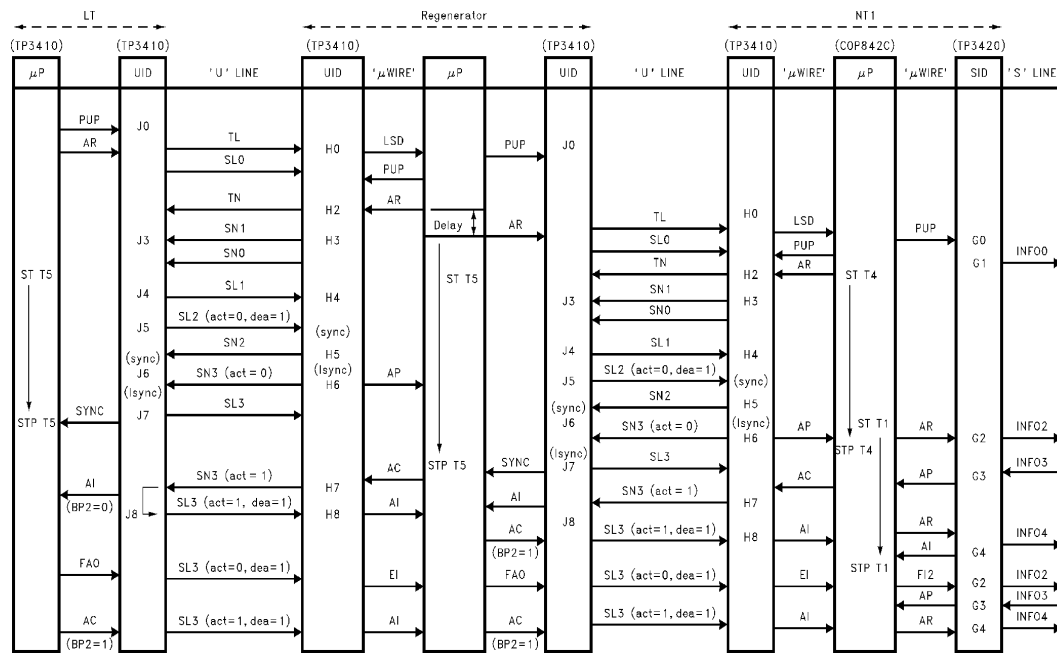 LT Regenerator NT1
(TP3410) (TP3410) (TP3410) (TP3410) (TP3410) (COP842C) (TP3420)
μP UID 'U' LINE UID 'μWIRE' μP UID 'U' LINE UID 'μWIRE' μP 'μWIRE' SID 'S' LINE
PUP J0
AR TL H0 LSD PUP J0
SL0 PUP
TN H2 AR TL H0 LSD PUP G0
J3 SN1 H3 Delay AR SL0 PUP
SN0 TN H2 AR G1 INFO0
ST T5 ST T5 ST T4
J4 SL1 H4 J3 SN1 H3
SN0
J5 SL2 (act=0, dea=1) (sync)
(sync) SN2 H5 J4 SL1 H4
J6 (lsync)
SN3 (act = 0) H6 AP J5 SL2 (act=0, dea=1) (sync)
(lsync)
STP T5 SYNC J7 SL3 (sync) SN2 H5
J6 (lsync) ST T1
SN3 (act = 0) H6 AP STP T4 AR G2 INFO2
(lsync)
STP T5 SYNC J7 SL3 INFO3
SN3 (act = 1) H7 AC AC AP G3
AI AI SN3 (act = 1) H7
(BP2=0) J8 SL3 (act=1, dea=1) H8 AI J8
AC SL3 (act=1, dea=1) H8 AI AR INFO4
(BP2=1) AI G4
STP T1
FA0 SL3 (act=0, dea=1) EI FA0 SL3 (act=0, dea=1) EI FI2 G2 INFO2
AP G3 INFO3
AC SL3 (act=1, dea=1) AI AC SL3 (act=1, dea=1) AI AR G4 INFO4
(BP2=1) (BP2=1)